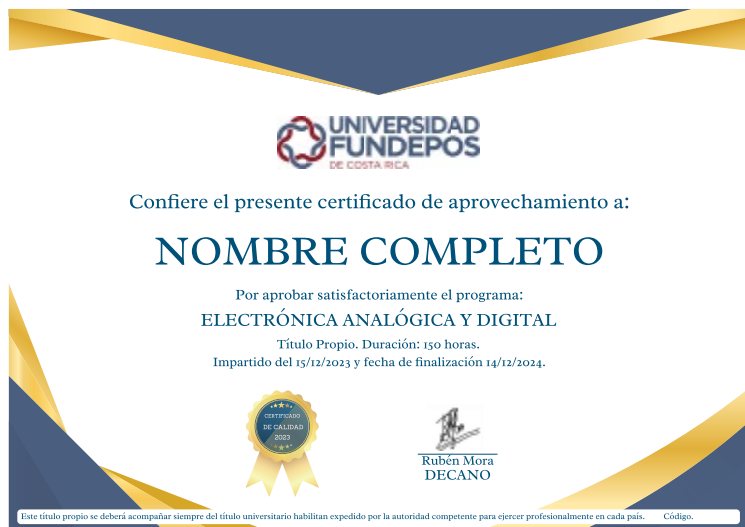 UNIVERSIDAD
FUNDEPOS
DE COSTA RICA
Confiere el presente certificado de aprovechamiento a:
NOMBRE COMPLETO
Por aprobar satisfactoriamente el programa:
ELECTRÓNICA ANALÓGICA Y DIGITAL
Título Propio. Duración: 150 horas.
Impartido del 15/12/2023 y fecha de finalización 14/12/2024.
CERTIFICADO
DE CALIDAD
2023
Rubén Mora
DECANO
Este título propio se deberá acompañar siempre del título universitario habilitan expedido por la autoridad competente para ejercer profesionalmente en cada país. Código.